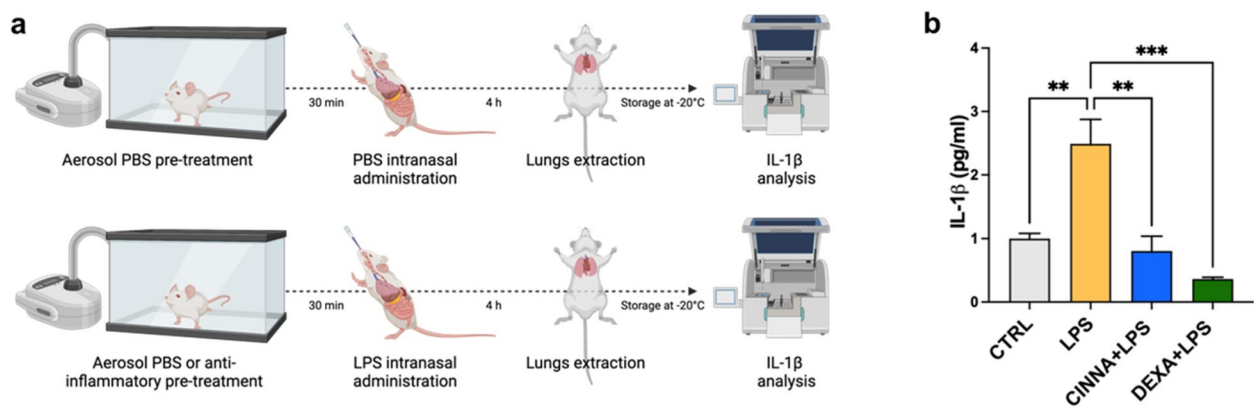 a
30 min
4 h
Storage at -20°C
Aerosol PBS pre-treatment
PBS intranasal
administration
Lungs extraction
IL-1β
analysis
30 min
4 h
Storage at -20°C
Aerosol PBS or anti-
inflammatory pre-treatment
LPS intranasal
administration
Lungs extraction
IL-1β
analysis
b
IL-1β (pg/ml)
4
3
2
1
0
***
** **
CTRL
LPS
CINNA+LPS
DEXA+LPS